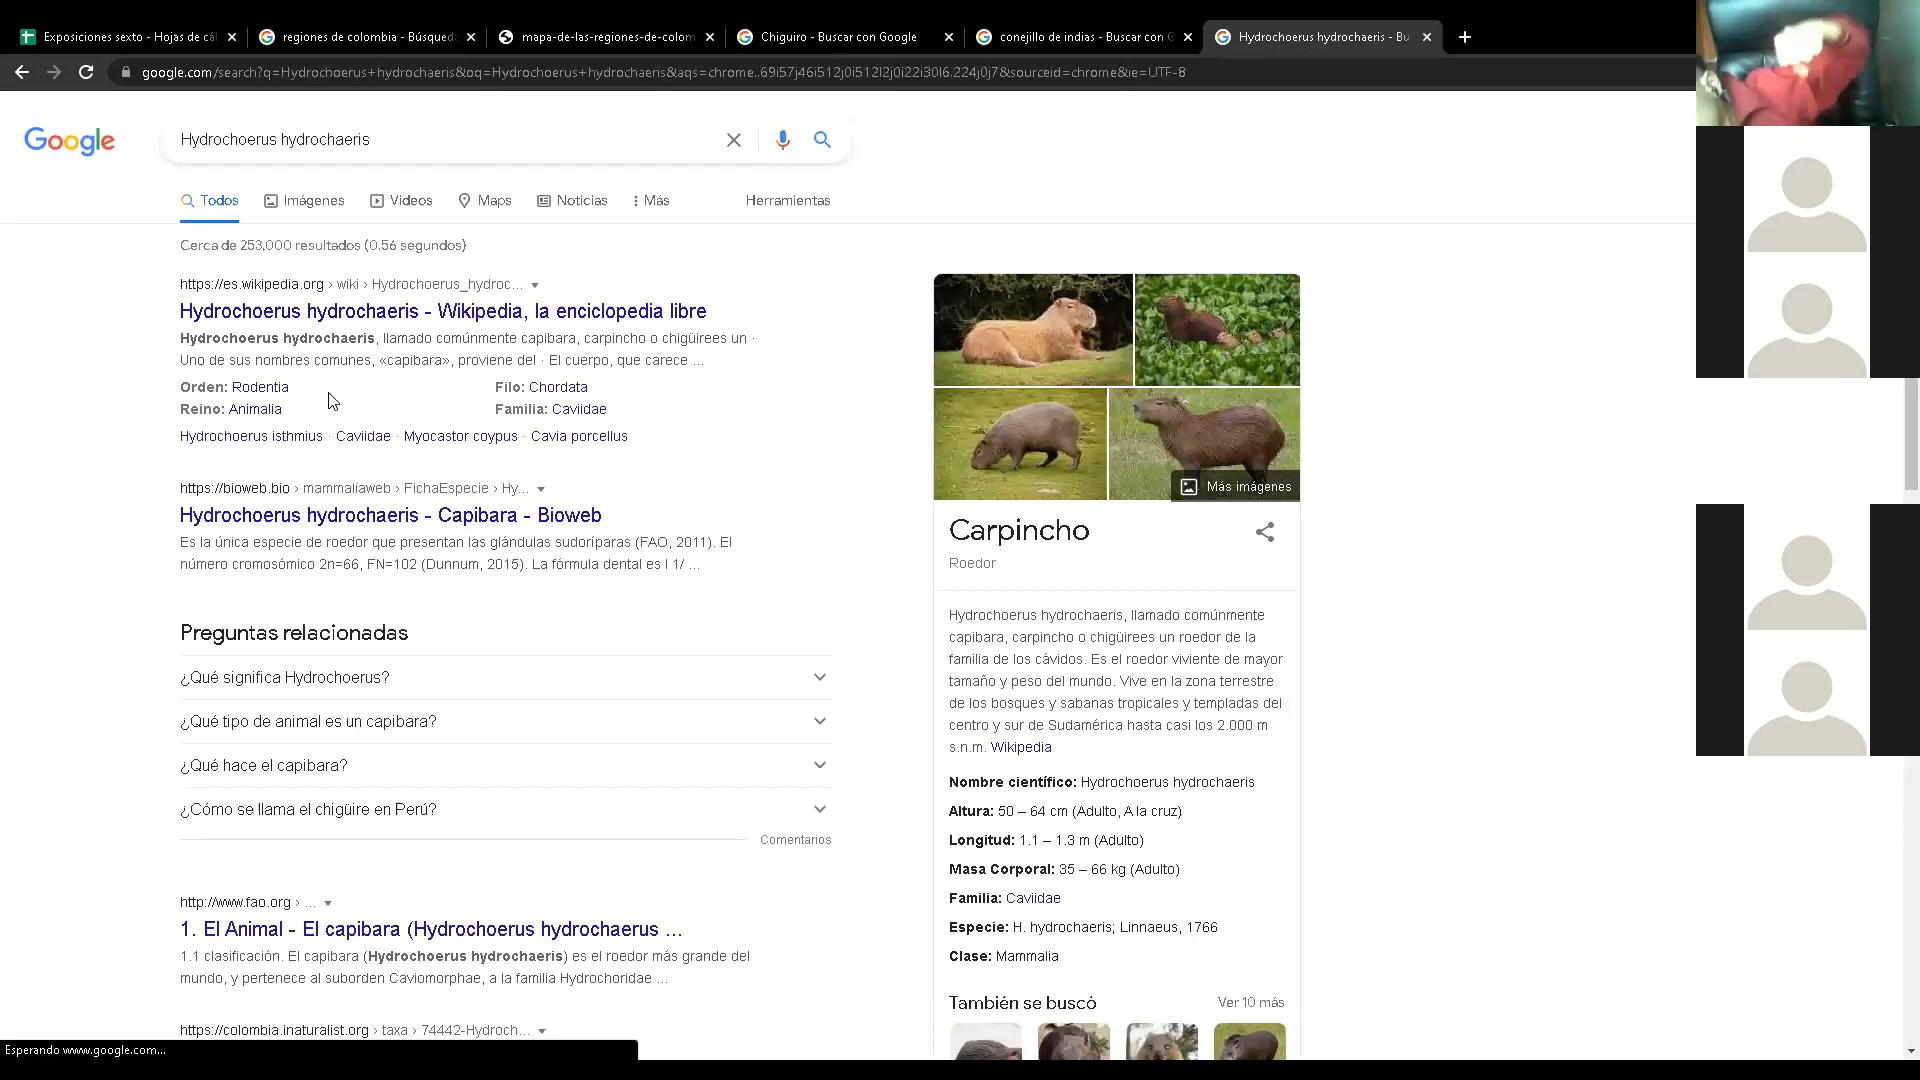 Exposiciones sexto - Hojas de cál
regiones de colombia - Búsqued
mapa-de-las-regiones-de-colom
Chiguiro - Buscar con Google
conejillo de indias - Buscar con G
Hydrochoerus hydrochaeris - Bu
google.com/search?q=Hydrochoerus+hydrochaeris&oq=Hydrochoerus+hydrochaeris&aqs=chrome..69i57j46i512j0i512l2j0i22i30l6.224j0j7&sourceid=chrome&ie=UTF-8
Google
Hydrochoerus hydrochaeris
Todos
Imágenes
Videos
Maps
Noticias
Más
Herramientas
Cerca de 253,000 resultados (0.56 segundos)
https://es.wikipedia.org › wiki › Hydrochoerus_hydroc...
Hydrochoerus hydrochaeris - Wikipedia, la enciclopedia libre
Hydrochoerus hydrochaeris, llamado comúnmente capibara, carpincho o chigüirees un ·
Uno de sus nombres comunes, «capibara», proviene del · El cuerpo, que carece ...
Orden: Rodentia
Filo: Chordata
Reino: Animalia
Familia: Caviidae
Hydrochoerus isthmius · Caviidae · Myocastor coypus · Cavia porcellus
https://bioweb.bio › mammaliaweb › FichaEspecie › Hy...
Hydrochoerus hydrochaeris - Capibara - Bioweb
Es la única especie de roedor que presentan las glándulas sudoríparas (FAO, 2011). El
número cromosómico 2n=66, FN=102 (Dunnum, 2015). La fórmula dental es I 1/ ...
Preguntas relacionadas
¿Qué significa Hydrochoerus?
¿Qué tipo de animal es un capibara?
¿Qué hace el capibara?
¿Cómo se llama el chigüire en Perú?
Comentarios
http://www.fao.org › ...
1. El Animal - El capibara (Hydrochoerus hydrochaerus ...
1.1 clasificación. El capibara (Hydrochoerus hydrochaeris) es el roedor más grande del
mundo, y pertenece al suborden Caviomorphae, a la familia Hydrochoridae ...
https://colombia.inaturalist.org › taxa › 74442-Hydroch...
Esperando www.google.com...
Más imágenes
Carpincho
Roedor
Hydrochoerus hydrochaeris, llamado comúnmente
capibara, carpincho o chigüirees un roedor de la
familia de los cávidos. Es el roedor viviente de mayor
tamaño y peso del mundo. Vive en la zona terrestre
de los bosques y sabanas tropicales y templadas del
centro y sur de Sudamérica hasta casi los 2.000 m
s.n.m. Wikipedia
Nombre científico: Hydrochoerus hydrochaeris
Altura: 50 – 64 cm (Adulto, A la cruz)
Longitud: 1.1 – 1.3 m (Adulto)
Masa Corporal: 35 – 66 kg (Adulto)
Familia: Caviidae
Especie: H. hydrochaeris; Linnaeus, 1766
Clase: Mammalia
También se buscó
Ver 10 más